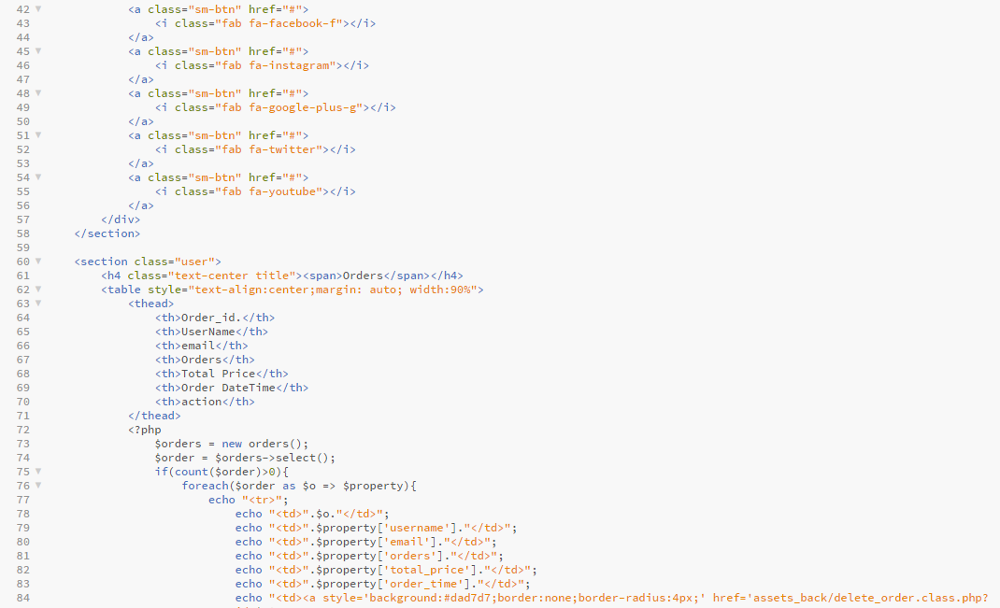 42 <a class="sm-btn" href="#">
43 <i class="fab fa-facebook-f"></i>
44 </a>
45 <a class="sm-btn" href="#">
46 <i class="fab fa-instagram"></i>
47 </a>
48 <a class="sm-btn" href="#">
49 <i class="fab fa-google-plus-g"></i>
50 </a>
51 <a class="sm-btn" href="#">
52 <i class="fab fa-twitter"></i>
53 </a>
54 <a class="sm-btn" href="#">
55 <i class="fab fa-youtube"></i>
56 </a>
57 </div>
58 </section>
59
60 <section class="user">
61 <h4 class="text-center title"><span>Orders</span></h4>
62 <table style="text-align:center;margin: auto; width:90%">
63 <thead>
64 <th>Order_id.</th>
65 <th>UserName</th>
66 <th>email</th>
67 <th>Orders</th>
68 <th>Total Price</th>
69 <th>Order DateTime</th>
70 <th>action</th>
71 </thead>
72 <?php
73 $orders = new orders();
74 $order = $orders->select();
75 if(count($order)>0){
76 foreach($order as $o => $property){
77 echo "<tr>";
78 echo "<td>".$o."</td>";
79 echo "<td>".$property['username']."</td>";
80 echo "<td>".$property['email']."</td>";
81 echo "<td>".$property['orders']."</td>";
82 echo "<td>".$property['total_price']."</td>";
83 echo "<td>".$property['order_time']."</td>";
84 echo "<td><a style='background:#dad7d7;border:none;border-radius:4px;' href='assets_back/delete_order.class.php?